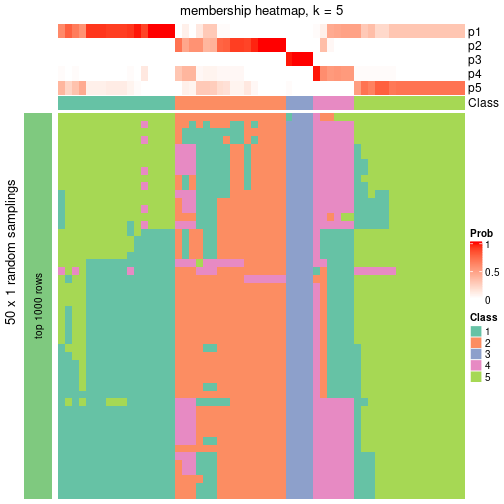 membership heatmap, k = 5
p1
p2
p3
p4
p5
Class
50 x 1 random samplings
top 1000 rows
Prob
1
0.5
0
Class
1
2
3
4
5